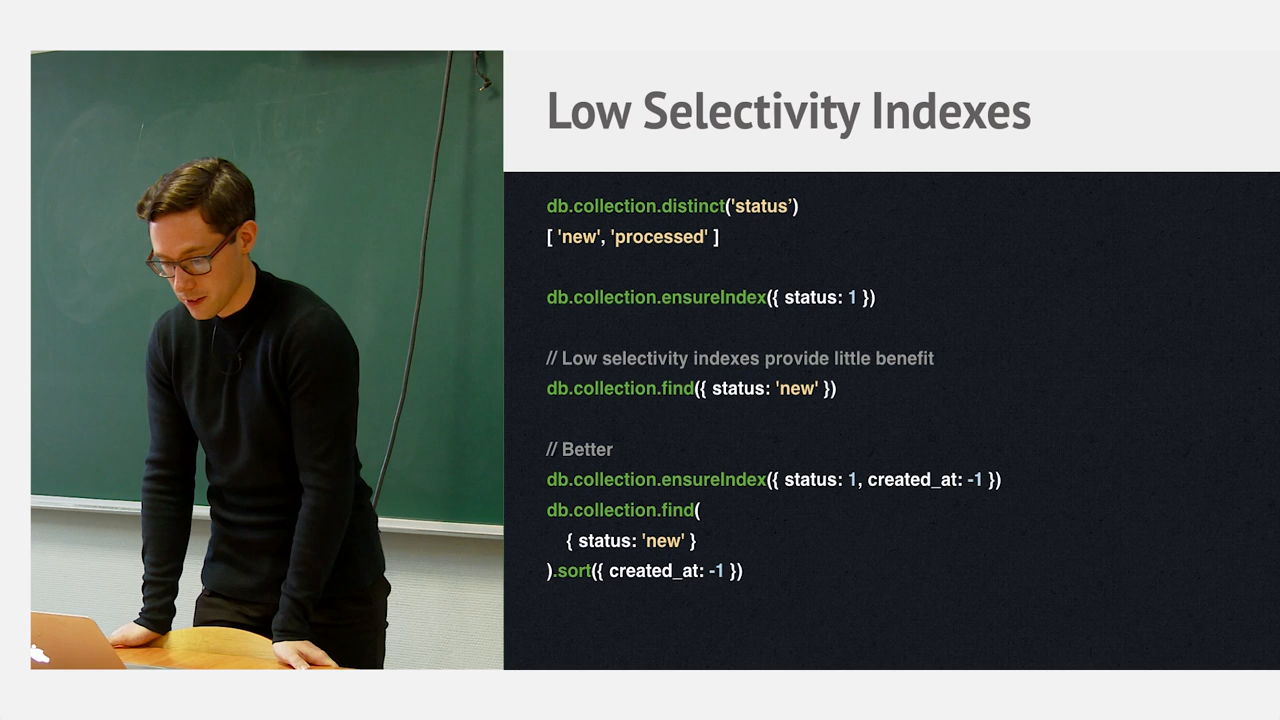 Low Selectivity Indexes
db.collection.distinct('status’)
[ 'new', 'processed' ]
db.collection.ensureIndex({ status: 1 })
// Low selectivity indexes provide little benefit
db.collection.find({ status: 'new' })
// Better
db.collection.ensureIndex({ status: 1, created_at: -1 })
db.collection.find(
{ status: 'new' }
).sort({ created_at: -1 })